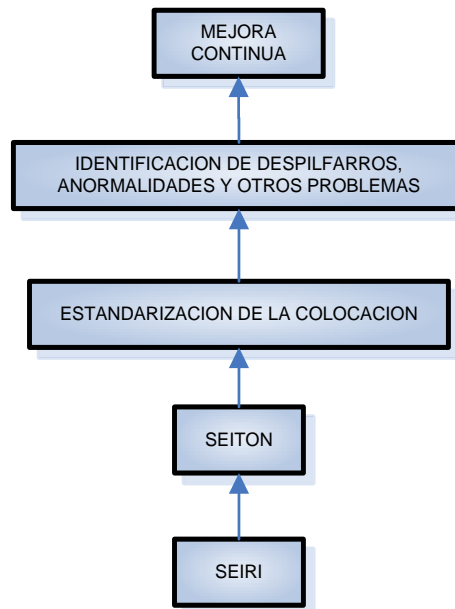 MEJORA
CONTINUA
IDENTIFICACION DE DESPILFARROS,
ANORMALIDADES Y OTROS PROBLEMAS
ESTANDARIZACION DE LA COLOCACION
SEITON
SEIRI